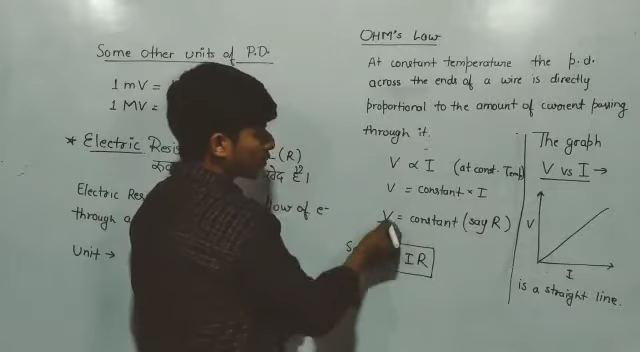 Some other units of P.D.
1 mV =
1 MV =
* Electric Resis (R)
है।
Electric Res low of e-
through a
Unit →
OHM's Law
At constant temperature the p.d.
across the ends of a wire is directly
proportional to the amount of current passing
through it.
V ∝ I (at const. Temp)
V = constant × I
V = constant (say R)
S
IR
The graph
V vs I →
V
I
is a straight line.